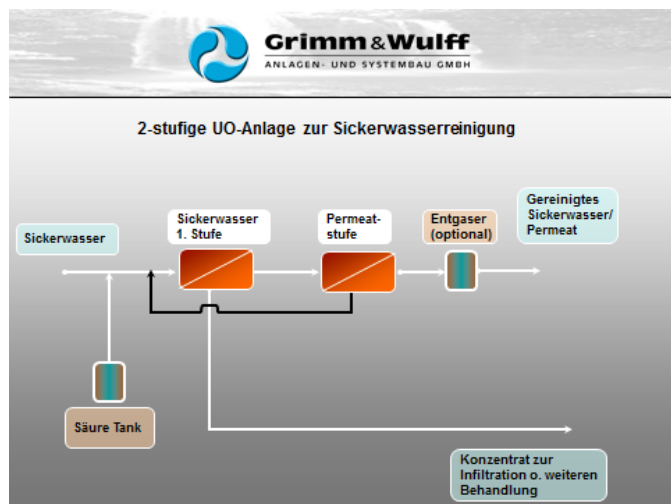 Grimm & Wulff
ANLAGEN- UND SYSTEMBAU GMBH
2-stufige UO-Anlage zur Sickerwasserreinigung
Sickerwasser
Sickerwasser
1. Stufe
Permeat-
stufe
Entgaser
(optional)
Gereinigtes
Sickerwasser/
Permeat
Säure Tank
Konzentrat zur
Infiltration o. weiteren
Behandlung